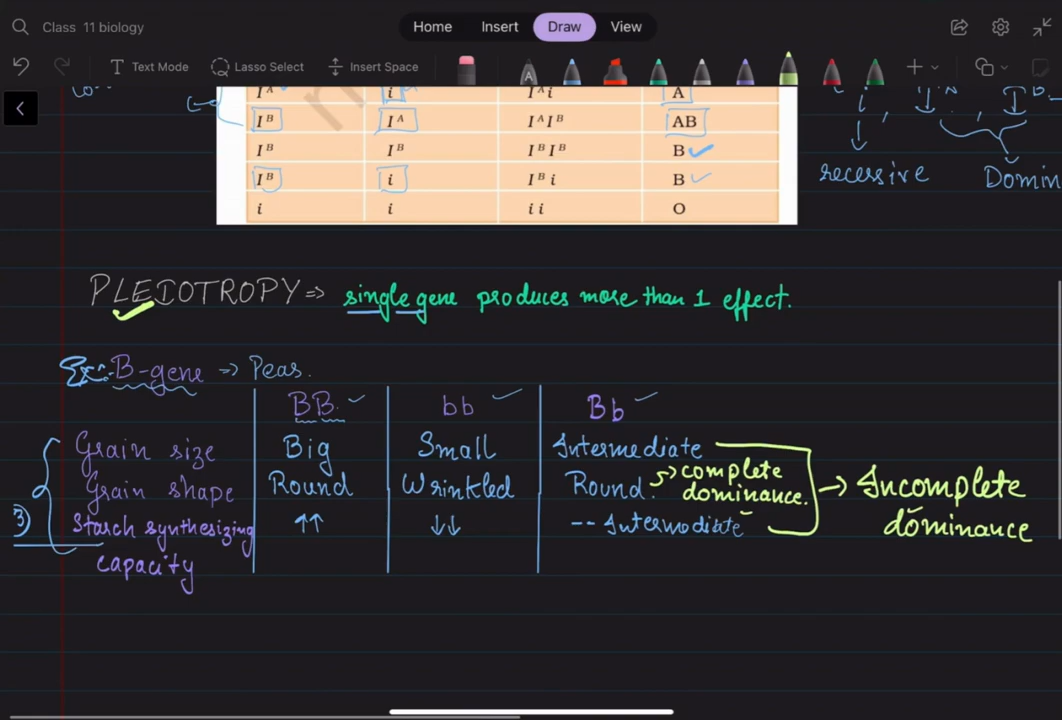 Class 11 biology
Home Insert Draw View
Text Mode Lasso Select Insert Space
I^A i I^A i A
I^B I^A I^A I^B AB
I^B I^B I^B I^B B
I^B i I^B i B
i i i i O
i , I^A , I^B
recessive Domin
PLEIOTROPY => single gene produces more than 1 effect.
Ex:- B-gene => Peas.
BB. bb Bb
Grain size Big Small Intermediate
Grain shape Round Wrinkled Round. → complete dominance. → Incomplete dominance
3) Starch synthesizing capacity ↑↑ ↓↓ -- Intermediate